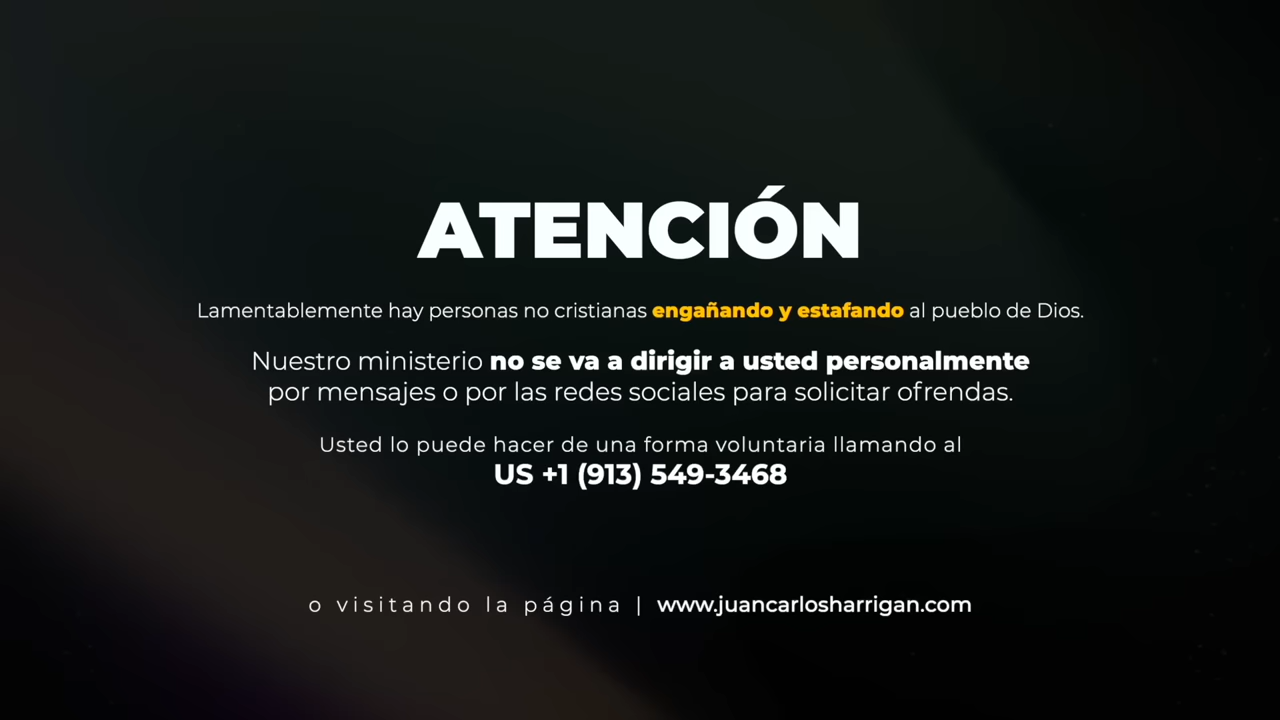 ATENCIÓN
Lamentablemente hay personas no cristianas engañando y estafando al pueblo de Dios.
Nuestro ministerio no se va a dirigir a usted personalmente
por mensajes o por las redes sociales para solicitar ofrendas.
Usted lo puede hacer de una forma voluntaria llamando al
US +1 (913) 549-3468
o visitando la página | www.juancarlosharrigan.com